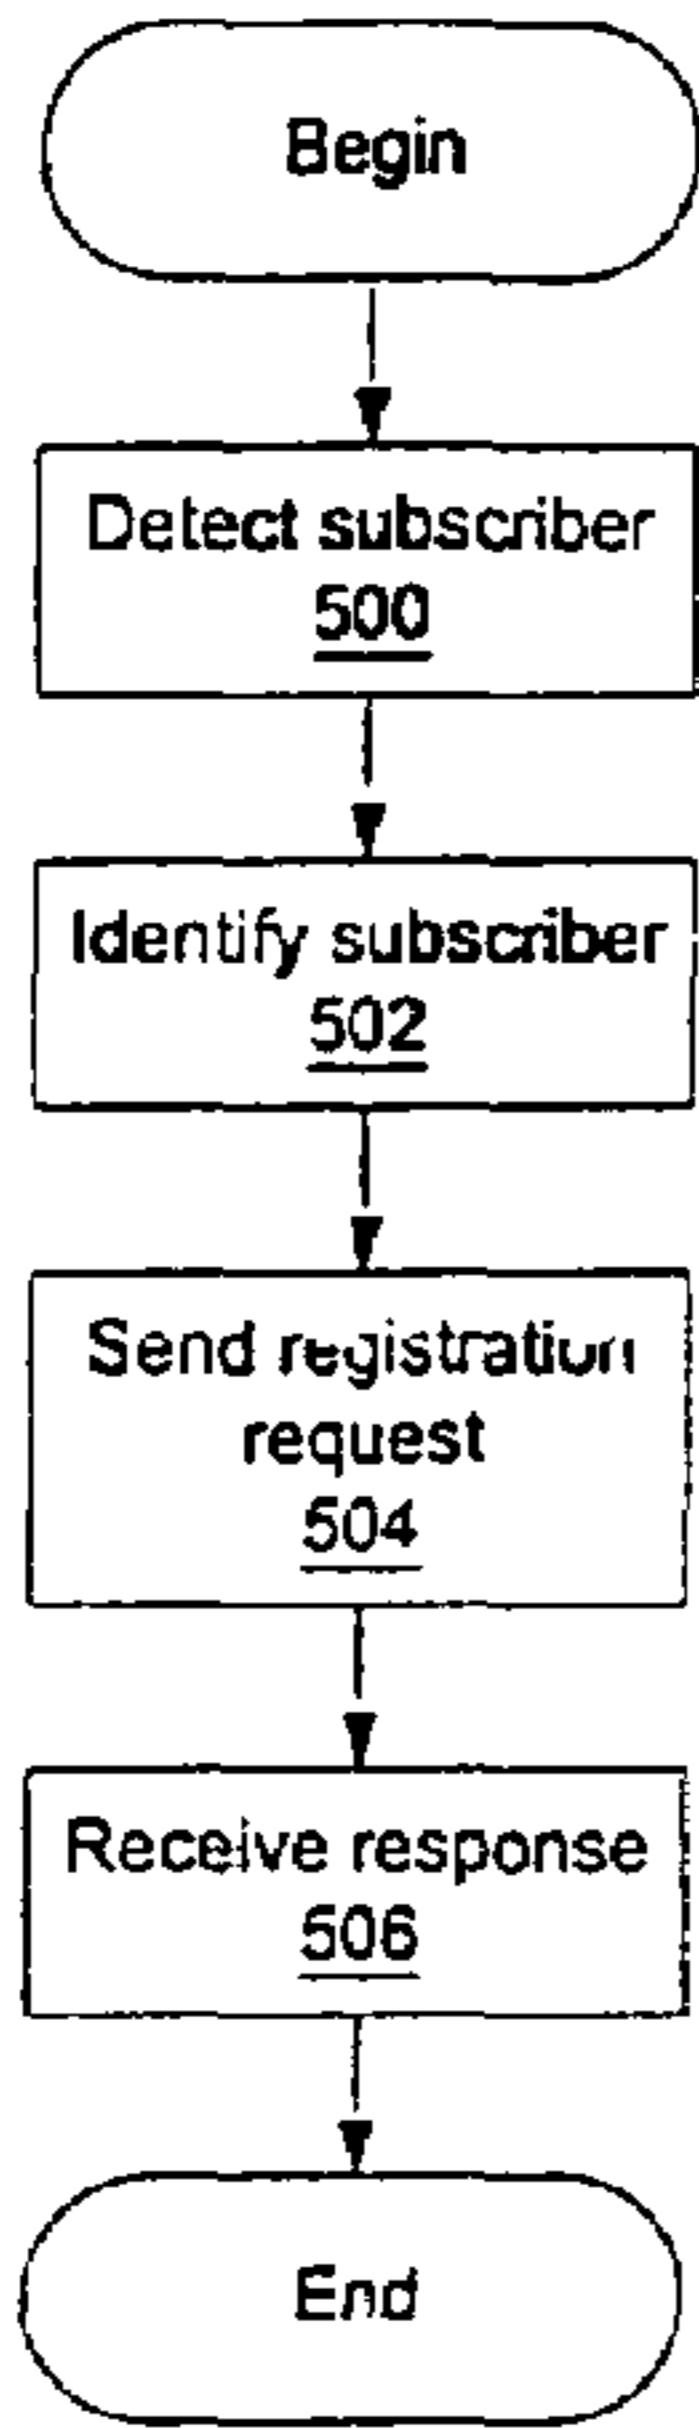 Begin
Detect subscriber
500
Identify subscriber
502
Send registration
request
504
Receive response
506
End